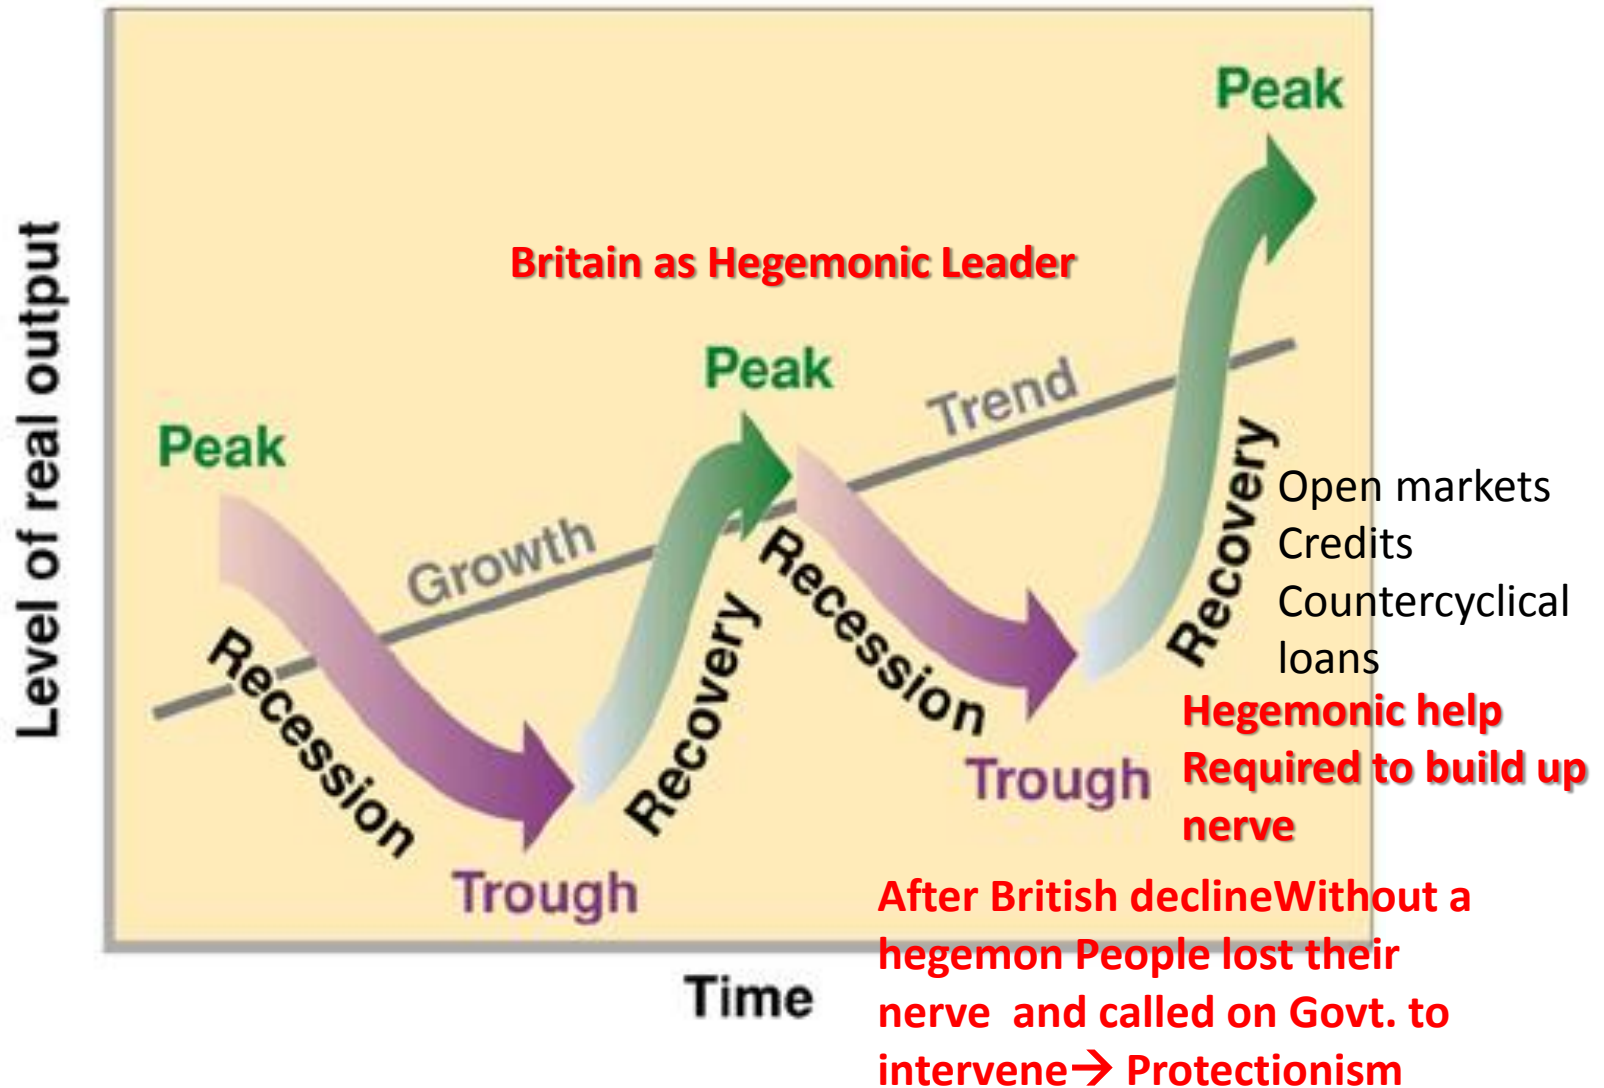 Peak
Britain as Hegemonic Leader
Peak
Peak
Trend
Growth
Level of real output
Recession
Recovery
Recession
Recovery
Open markets
Credits
Countercyclical
loans
Trough
Trough
Hegemonic help
Required to build up
nerve
Time
After British declineWithout a
hegemon People lost their
nerve and called on Govt. to
intervene→ Protectionism